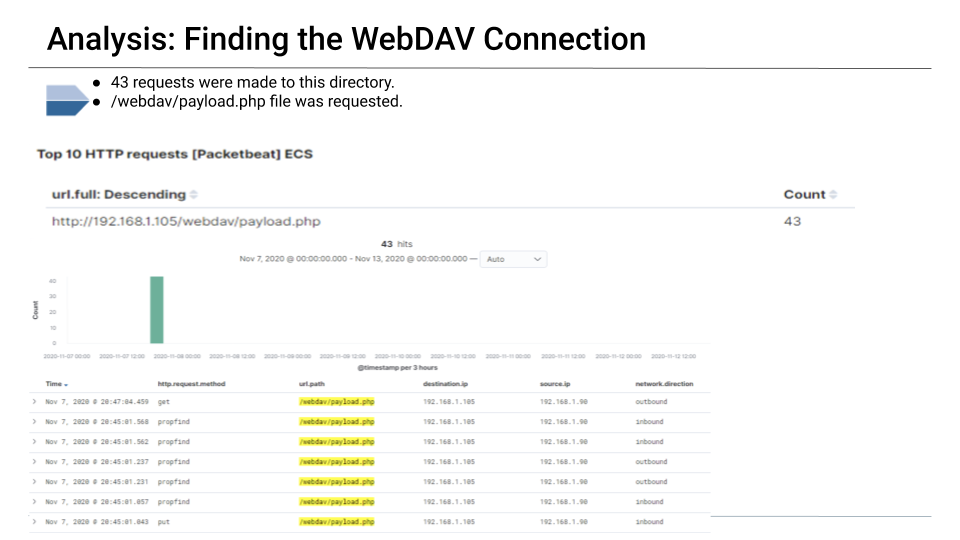 Analysis: Finding the WebDAV Connection
● 43 requests were made to this directory.
● /webdav/payload.php file was requested.
Top 10 HTTP requests [Packetbeat] ECS
url.full: Descending Count
http://192.168.1.105/webdav/payload.php 43
43 hits
Nov 7, 2020 @ 00:00:00.000 - Nov 13, 2020 @ 00:00:00.000 — Auto
Count
40
30
20
10
0
2020-11-07 00:00 2020-11-07 12:00 2020-11-08 00:00 2020-11-08 12:00 2020-11-09 00:00 2020-11-09 12:00 2020-11-10 00:00 2020-11-10 12:00 2020-11-11 00:00 2020-11-11 12:00 2020-11-12 00:00 2020-11-12 12:00
@timestamp per 3 hours
Time http.request.method url.path destination.ip source.ip network.direction
> Nov 7, 2020 @ 20:47:04.459 get /webdav/payload.php 192.168.1.105 192.168.1.90 outbound
> Nov 7, 2020 @ 20:45:01.568 propfind /webdav/payload.php 192.168.1.105 192.168.1.90 inbound
> Nov 7, 2020 @ 20:45:01.562 propfind /webdav/payload.php 192.168.1.105 192.168.1.90 inbound
> Nov 7, 2020 @ 20:45:01.237 propfind /webdav/payload.php 192.168.1.105 192.168.1.90 outbound
> Nov 7, 2020 @ 20:45:01.231 propfind /webdav/payload.php 192.168.1.105 192.168.1.90 outbound
> Nov 7, 2020 @ 20:45:01.057 propfind /webdav/payload.php 192.168.1.105 192.168.1.90 inbound
> Nov 7, 2020 @ 20:45:01.043 put /webdav/payload.php 192.168.1.105 192.168.1.90 inbound